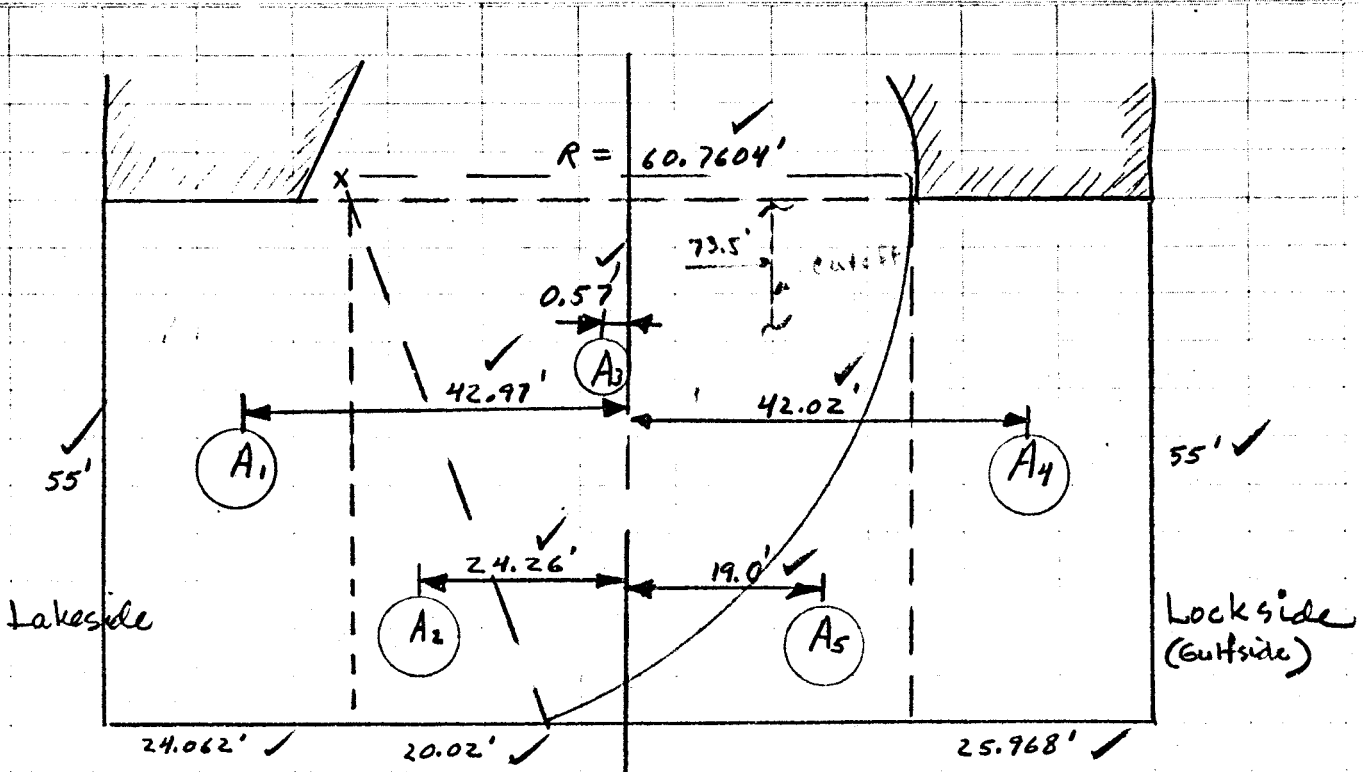 R = 60.7604'
x
73.5'
cutoff
0.57'
A3
42.97'
42.02'
A1
A4
55'
55'
24.26'
19.0'
A2
A5
Lakeside
Lockside
(Gulfside)
24.062'
20.02'
25.968'